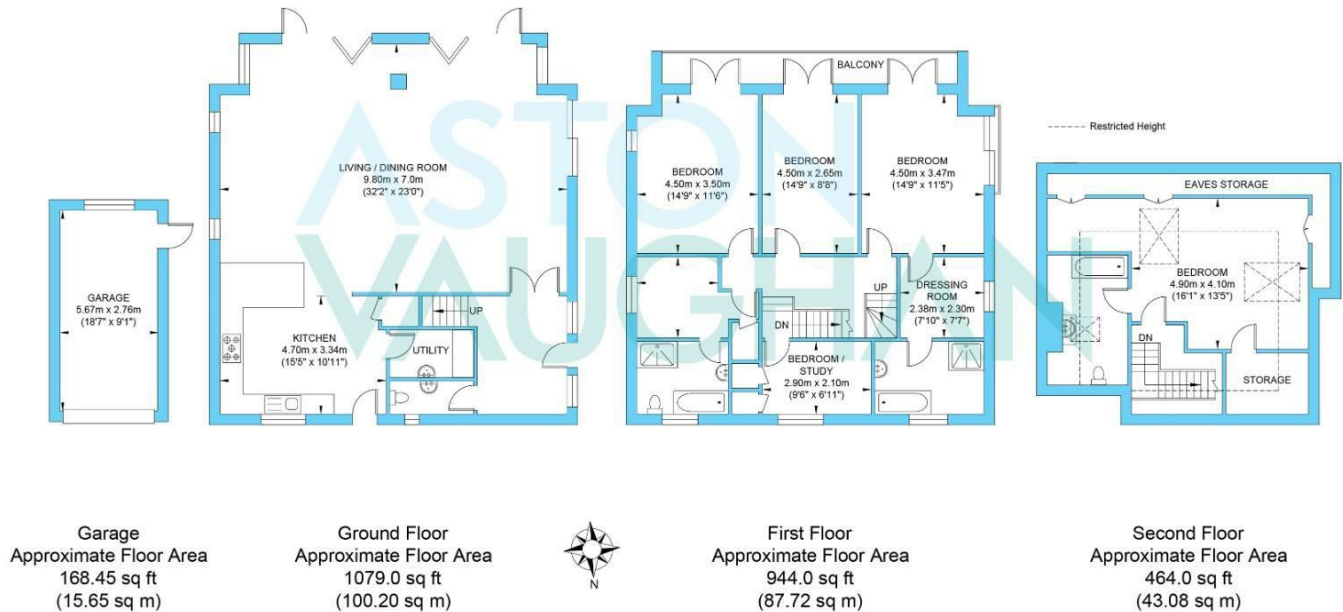 ASTON
VAUGHAN
GARAGE
5.67m x 2.76m
(18'7" x 9'1")
LIVING / DINING ROOM
9.80m x 7.0m
(32'2" x 23'0")
KITCHEN
4.70m x 3.34m
(15'5" x 10'11")
UTILITY
UP
BALCONY
BEDROOM
4.50m x 3.50m
(14'9" x 11'6")
BEDROOM
4.50m x 2.65m
(14'9" x 8'8")
BEDROOM
4.50m x 3.47m
(14'9" x 11'5")
UP
DN
DRESSING
ROOM
2.38m x 2.30m
(7'10" x 7'7")
BEDROOM /
STUDY
2.90m x 2.10m
(9'6" x 6'11")
Restricted Height
EAVES STORAGE
BEDROOM
4.90m x 4.10m
(16'1" x 13'5")
DN
STORAGE
Garage
Approximate Floor Area
168.45 sq ft
(15.65 sq m)
Ground Floor
Approximate Floor Area
1079.0 sq ft
(100.20 sq m)
N
First Floor
Approximate Floor Area
944.0 sq ft
(87.72 sq m)
Second Floor
Approximate Floor Area
464.0 sq ft
(43.08 sq m)